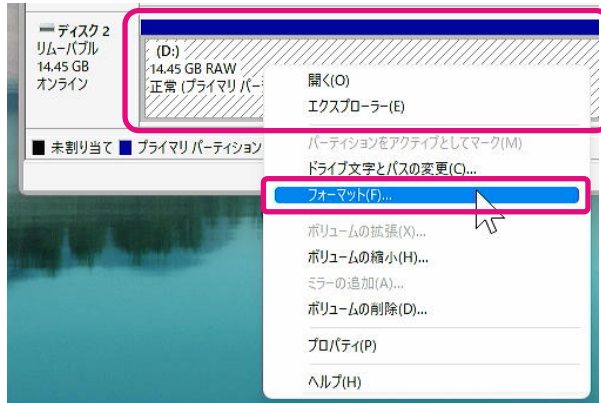 ディスク 2
リムーバブル
14.45 GB
オンライン
(D:)
14.45 GB RAW
正常 (プライマリ パー
未割り当て プライマリ パーティション
開く(O)
エクスプローラー(E)
パーティションをアクティブとしてマーク(M)
ドライブ文字とパスの変更(C)...
フォーマット(F)...
ボリュームの拡張(X)...
ボリュームの縮小(H)...
ミラーの追加(A)...
ボリュームの削除(D)...
プロパティ(P)
ヘルプ(H)